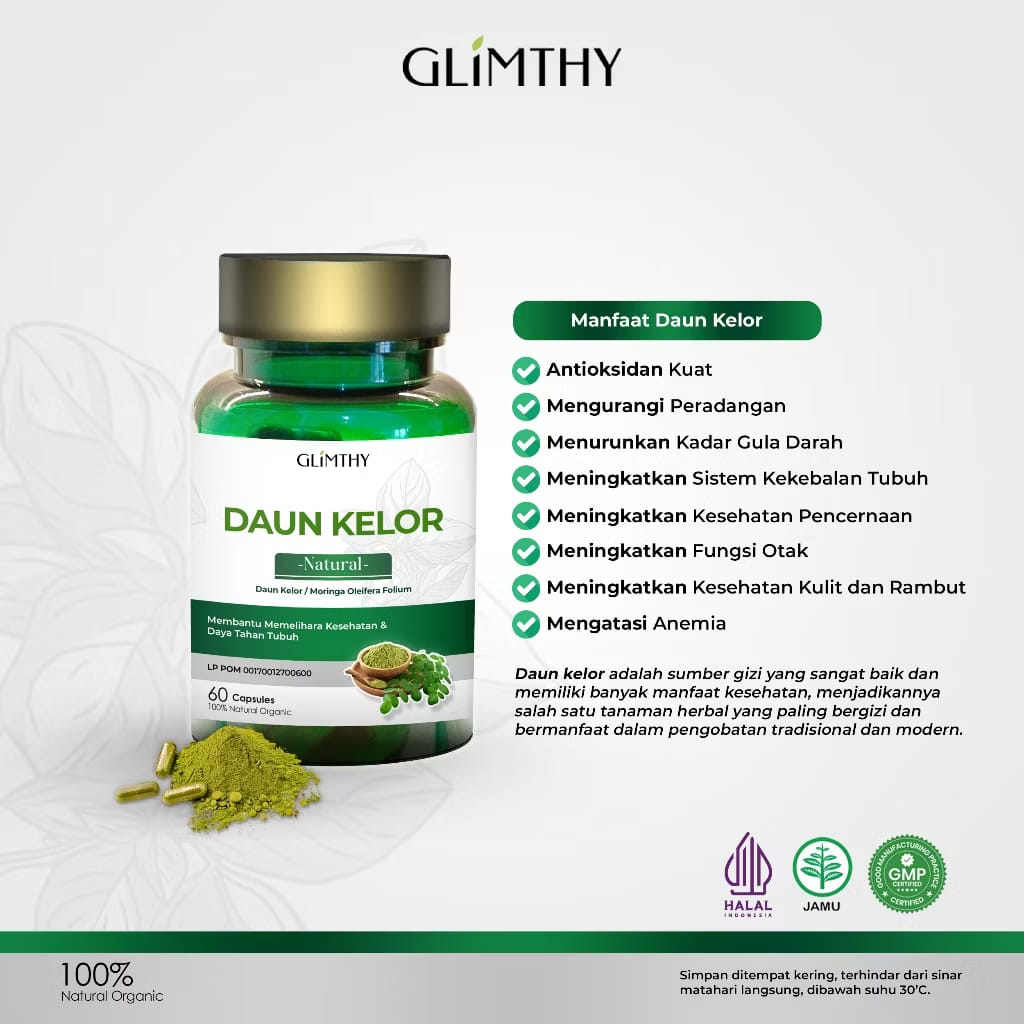 GLIMTHY
GLIMTHY
DAUN KELOR
-Natural-
Daun Kelor / Moringa Oleifera Folium
Membantu Memelihara Kesehatan &
Daya Tahan Tubuh
LP POM 00170012700600
60 Capsules
100% Natural Organic
Manfaat Daun Kelor
Antioksidan Kuat
Mengurangi Peradangan
Menurunkan Kadar Gula Darah
Meningkatkan Sistem Kekebalan Tubuh
Meningkatkan Kesehatan Pencernaan
Meningkatkan Fungsi Otak
Meningkatkan Kesehatan Kulit dan Rambut
Mengatasi Anemia
Daun kelor adalah sumber gizi yang sangat baik dan
memiliki banyak manfaat kesehatan, menjadikannya
salah satu tanaman herbal yang paling bergizi dan
bermanfaat dalam pengobatan tradisional dan modern.
HALAL
INDONESIA
JAMU
GOOD MANUFACTURING PRACTICE
GMP
CERTIFIED
CERTIFIED
100%
Natural Organic
Simpan ditempat kering, terhindar dari sinar
matahari langsung, dibawah suhu 30'C.